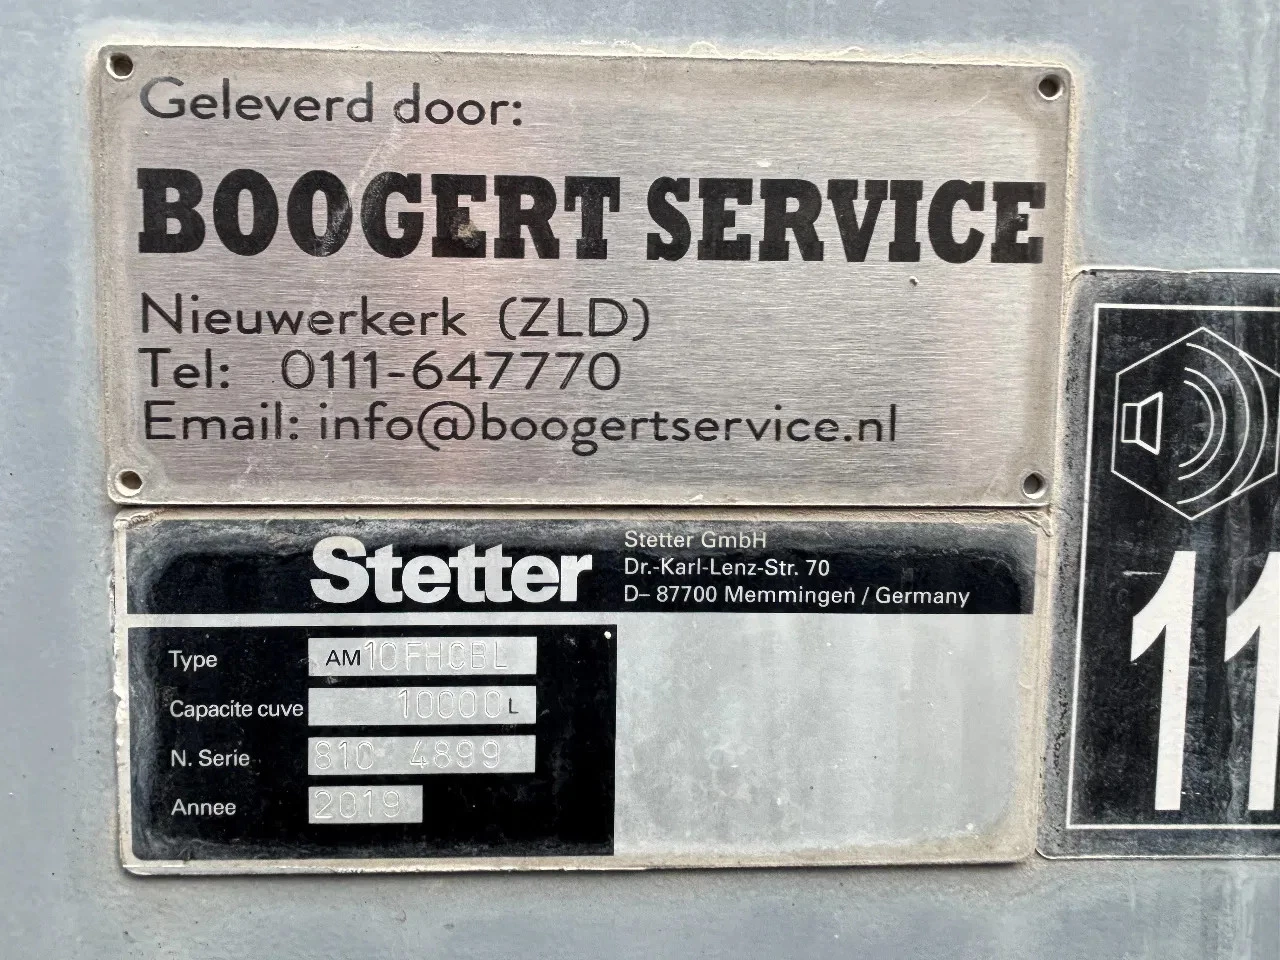 Geleverd door:
BOOGERT SERVICE
Nieuwerkerk (ZLD)
Tel: 0111-647770
Email: info@boogertservice.nl
Stetter
Stetter GmbH
Dr.-Karl-Lenz-Str. 70
D– 87700 Memmingen / Germany
Type AM10FHCBL
Capacite cuve 10000 L
N. Serie 810 4899
Annee 2019
11